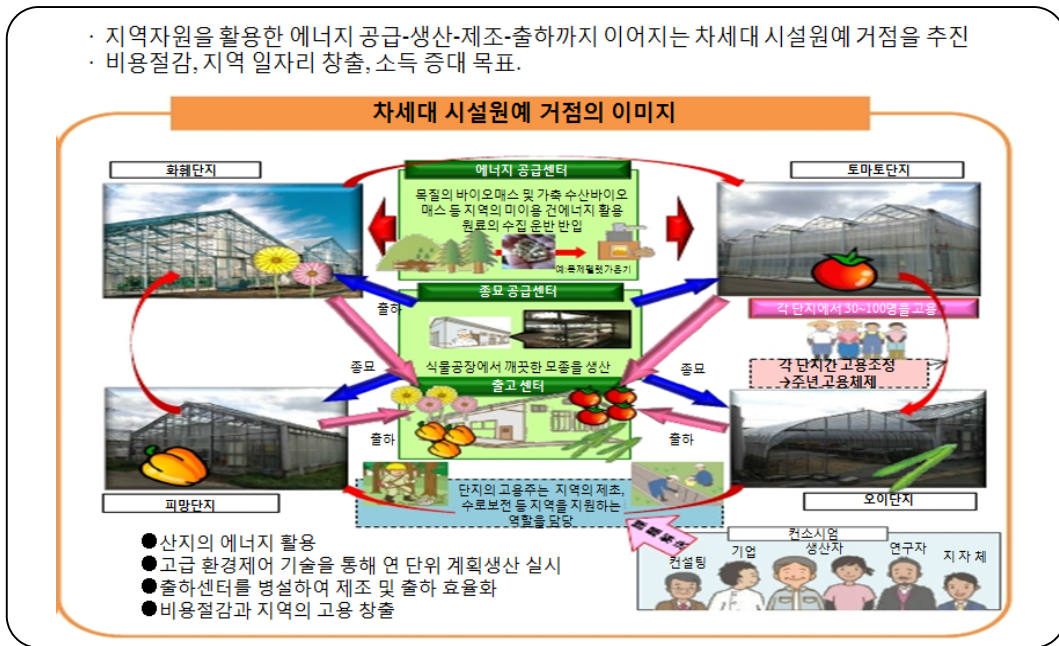 · 지역자원을 활용한 에너지 공급-생산-제조-출하까지 이어지는 차세대 시설원예 거점을 추진
· 비용절감, 지역 일자리 창출, 소득 증대 목표.
차세대 시설원예 거점의 이미지
화훼단지
에너지 공급센터
토마토단지
목질의 바이오매스 및 가축 수산바이오
매스 등 지역의 미이용 건에너지 활용
원료의 수집 운반 반입
예:목제펠렛가온기
종묘 공급센터
출하
각 단지에서 30~100명을 고용
식물공장에서 깨끗한 모종을 생산
종묘
종묘
각 단지간 고용조정
→주년 고용체제
출고 센터
출하
출하
피망단지
단지의 고용주는 지역의 제초,
수로보전 등 지역을 지원하는
역할을 담당
오이단지
컨소시엄
컨설팅
기업
생산자
연구자
지 자 체
●산지의 에너지 활용
●고급 환경제어 기술을 통해 연 단위 계획생산 실시
●출하센터를 병설하여 제조 및 출하 효율화
●비용절감과 지역의 고용 창출